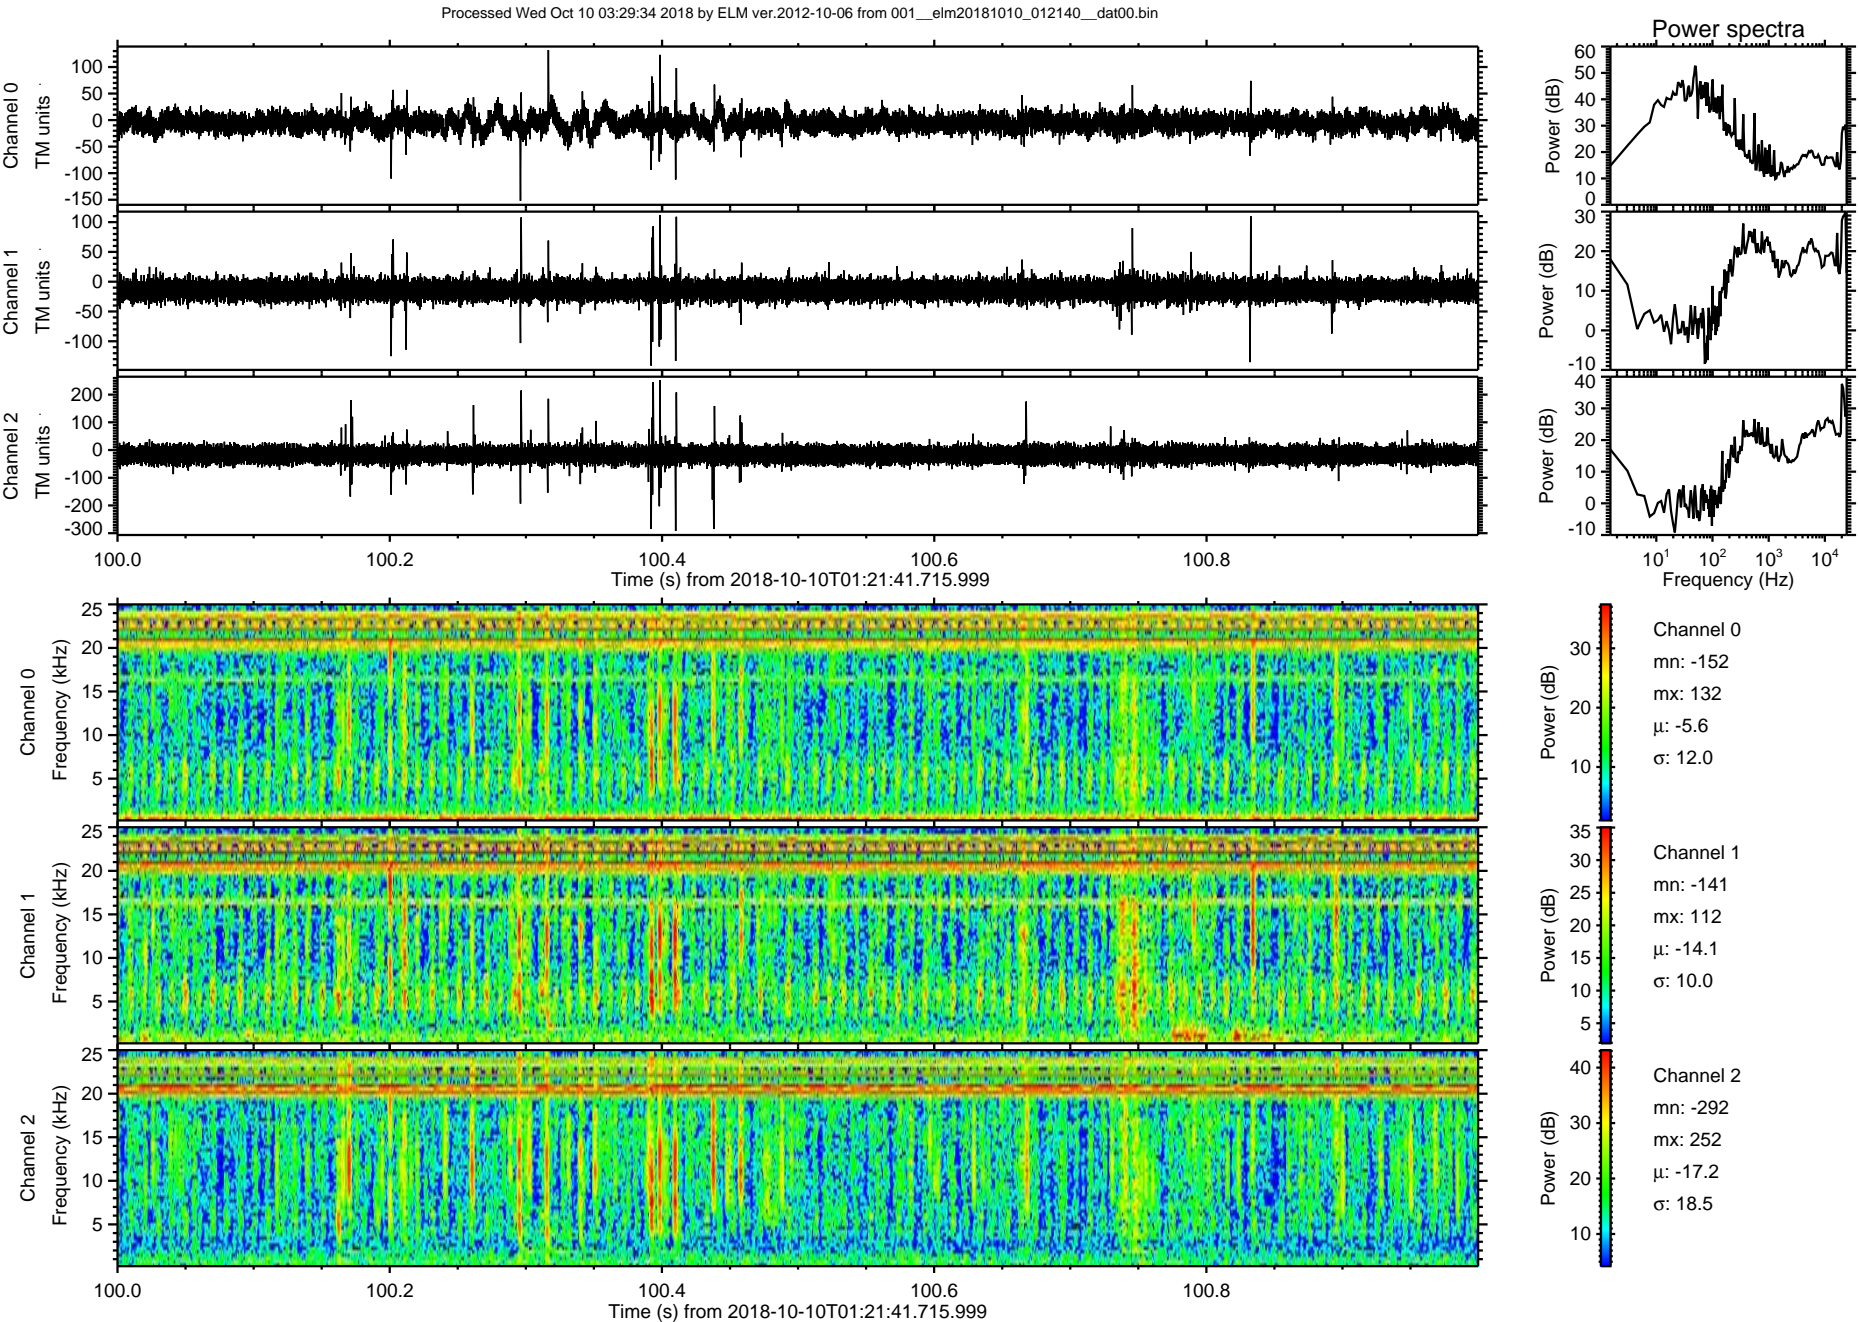 Processed Wed Oct 10 03:29:34 2018 by ELM ver.2012-10-06 from 001__elm20181010_012140__dat00.bin
Power spectra
Channel 0
TM units
100
50
0
-50
-100
-150
Power (dB)
60
50
40
30
20
10
0
Channel 1
TM units
100
50
0
-50
-100
Power (dB)
30
20
10
0
-10
Channel 2
TM units
200
100
0
-100
-200
-300
Power (dB)
40
30
20
10
0
-10
100.0 100.2 100.4 100.6 100.8
Time (s) from 2018-10-10T01:21:41.715.999
10¹ 10² 10³ 10⁴
Frequency (Hz)
Channel 0
Frequency (kHz)
25
20
15
10
5
Power (dB)
30
20
10
Channel 0
mn: -152
mx: 132
μ: -5.6
σ: 12.0
Channel 1
Frequency (kHz)
25
20
15
10
5
Power (dB)
35
30
25
20
15
10
5
Channel 1
mn: -141
mx: 112
μ: -14.1
σ: 10.0
Channel 2
Frequency (kHz)
25
20
15
10
5
Power (dB)
40
30
20
10
Channel 2
mn: -292
mx: 252
μ: -17.2
σ: 18.5
100.0 100.2 100.4 100.6 100.8
Time (s) from 2018-10-10T01:21:41.715.999